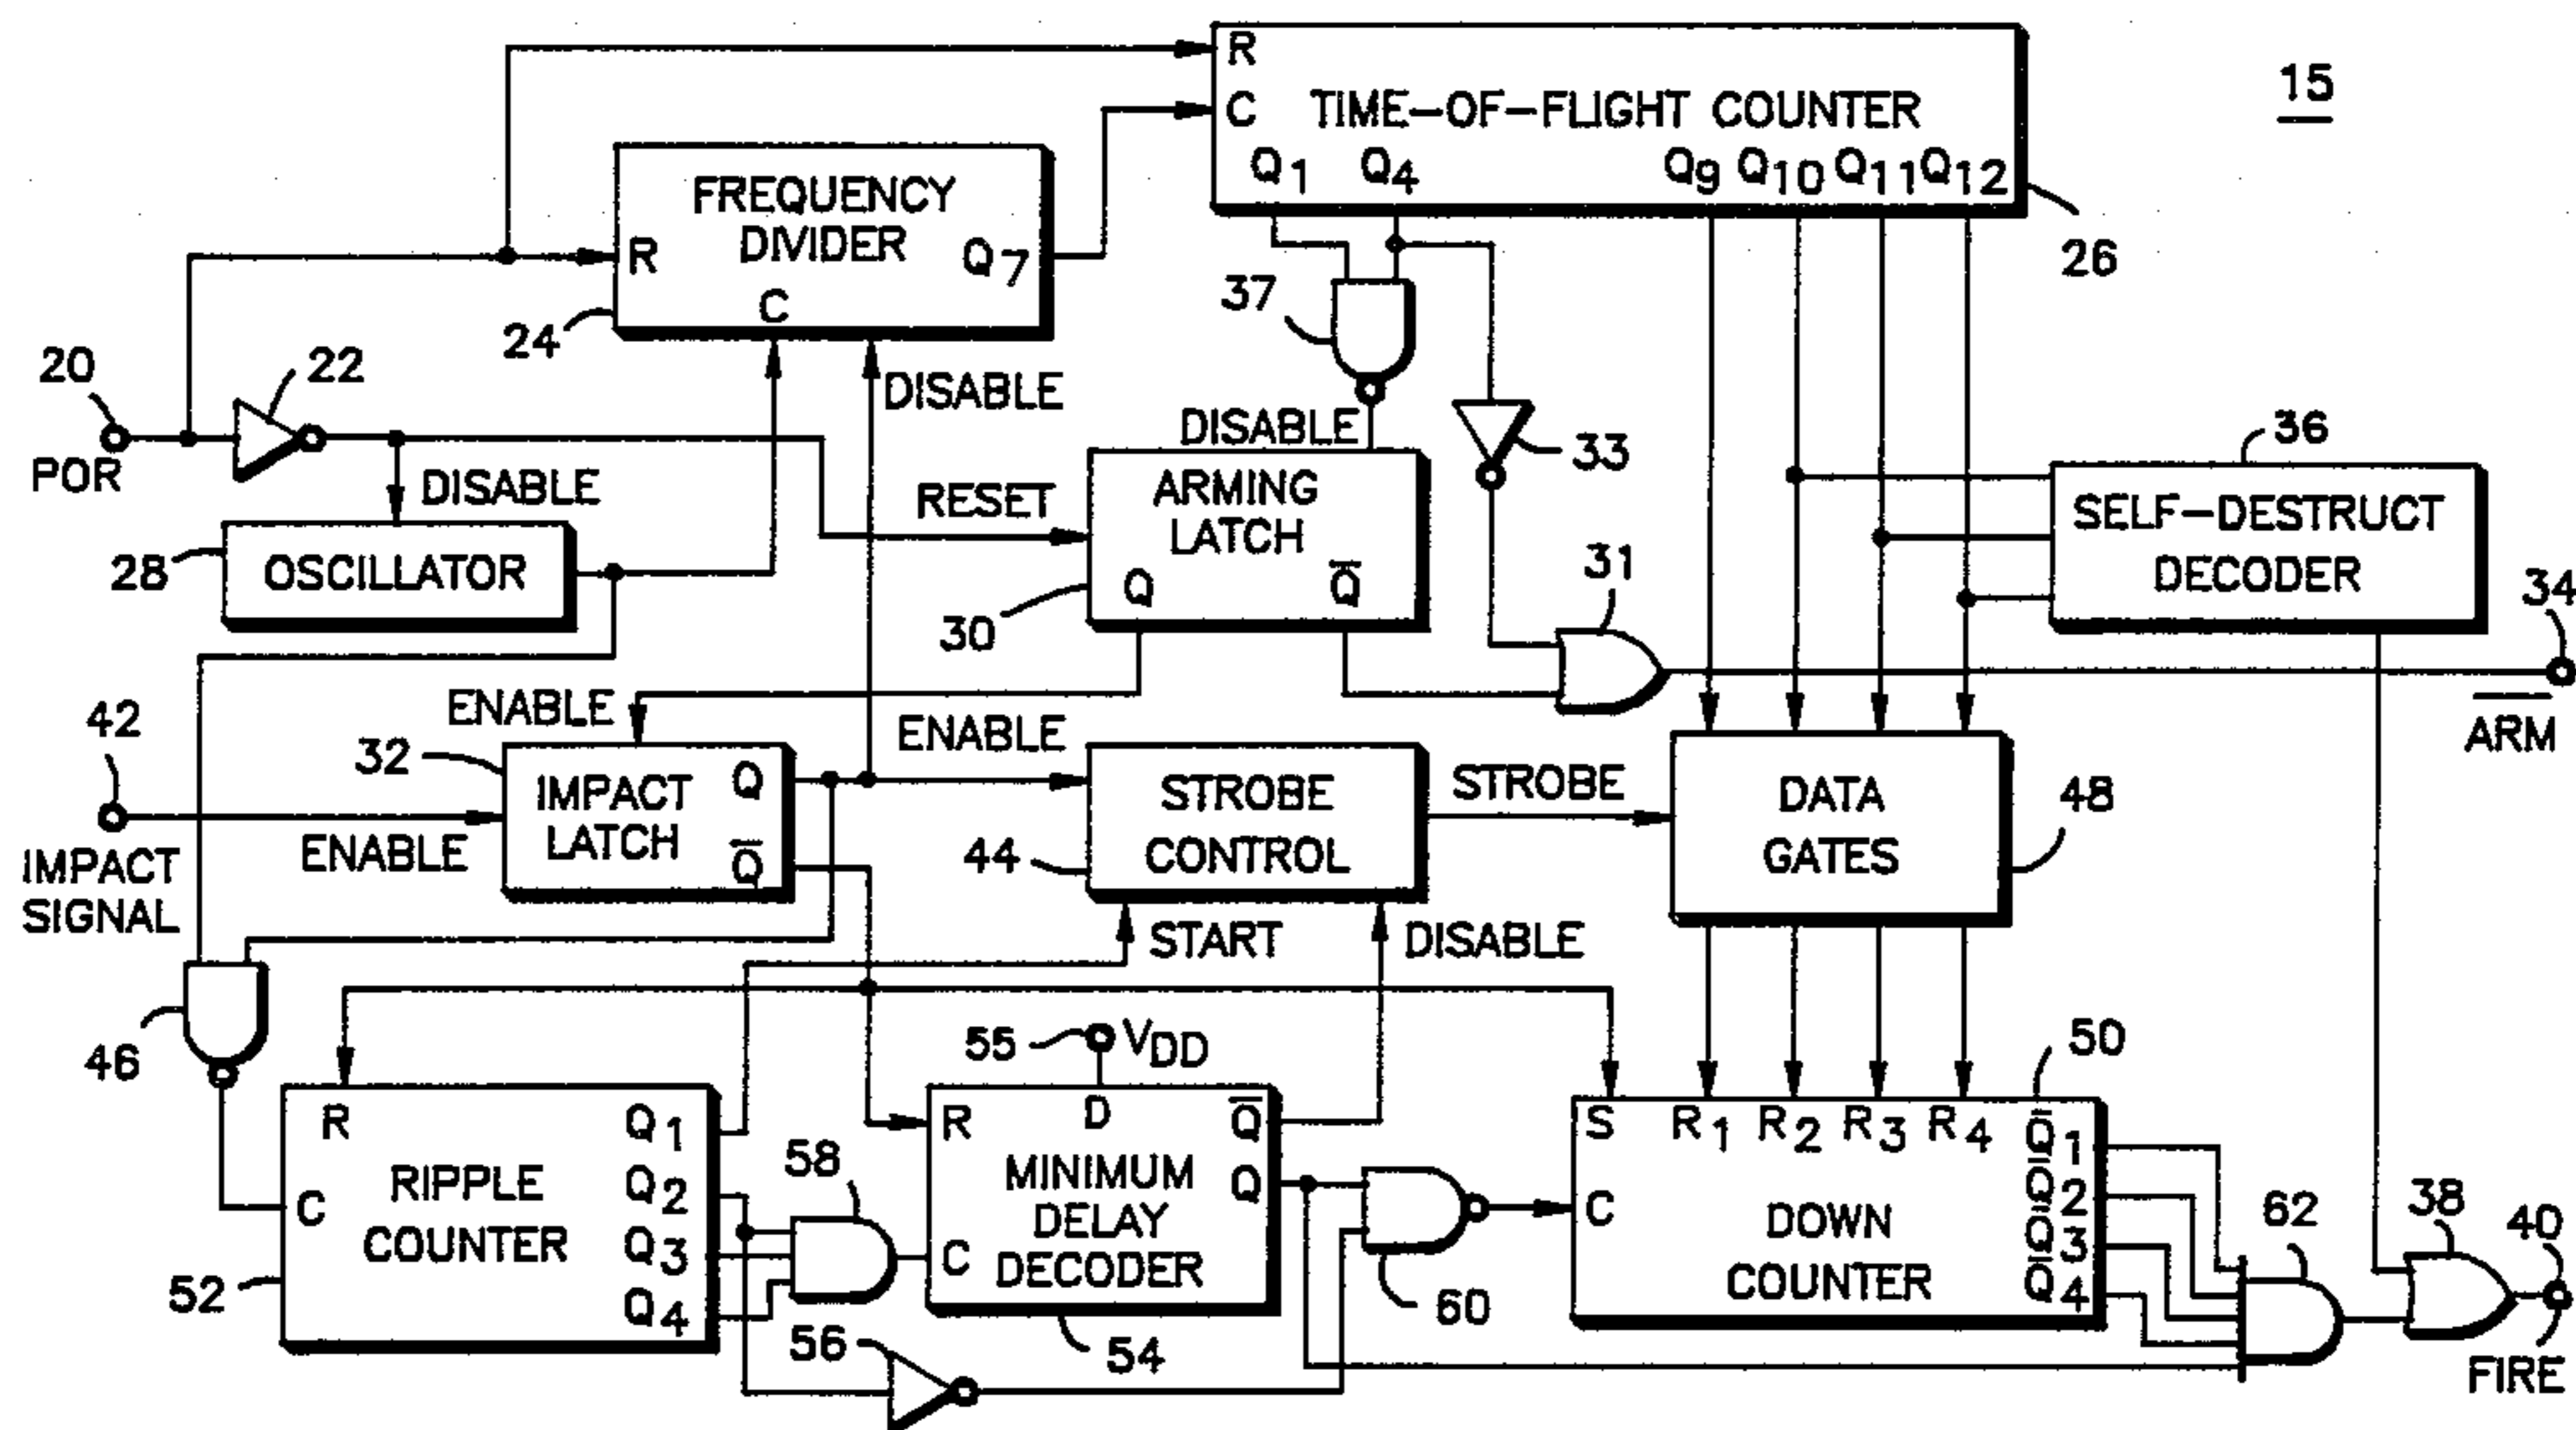 R
15
C TIME-OF-FLIGHT COUNTER
Q1 Q4 Q9 Q10 Q11 Q12
26
FREQUENCY
DIVIDER
R
Q7
C
24
37
20
22
DISABLE
POR
DISABLE
DISABLE
33
36
RESET
ARMING
LATCH
SELF-DESTRUCT
DECODER
28
OSCILLATOR
Q Q̅
30
31
34
A̅R̅M̅
42
32
ENABLE
ENABLE
IMPACT
LATCH
Q
Q̅
ENABLE
IMPACT
SIGNAL
STROBE
CONTROL
44
STROBE
DATA
GATES
48
START
DISABLE
46
55
VDD
50
R
Q1
RIPPLE
COUNTER
Q2
C
Q3
Q4
52
58
R
D
Q̅
MINIMUM
DELAY
DECODER
Q
C
54
56
60
S R1 R2 R3 R4
Q̅1
Q̅2
Q̅3
Q̅4
C
DOWN
COUNTER
62
38
40
FIRE